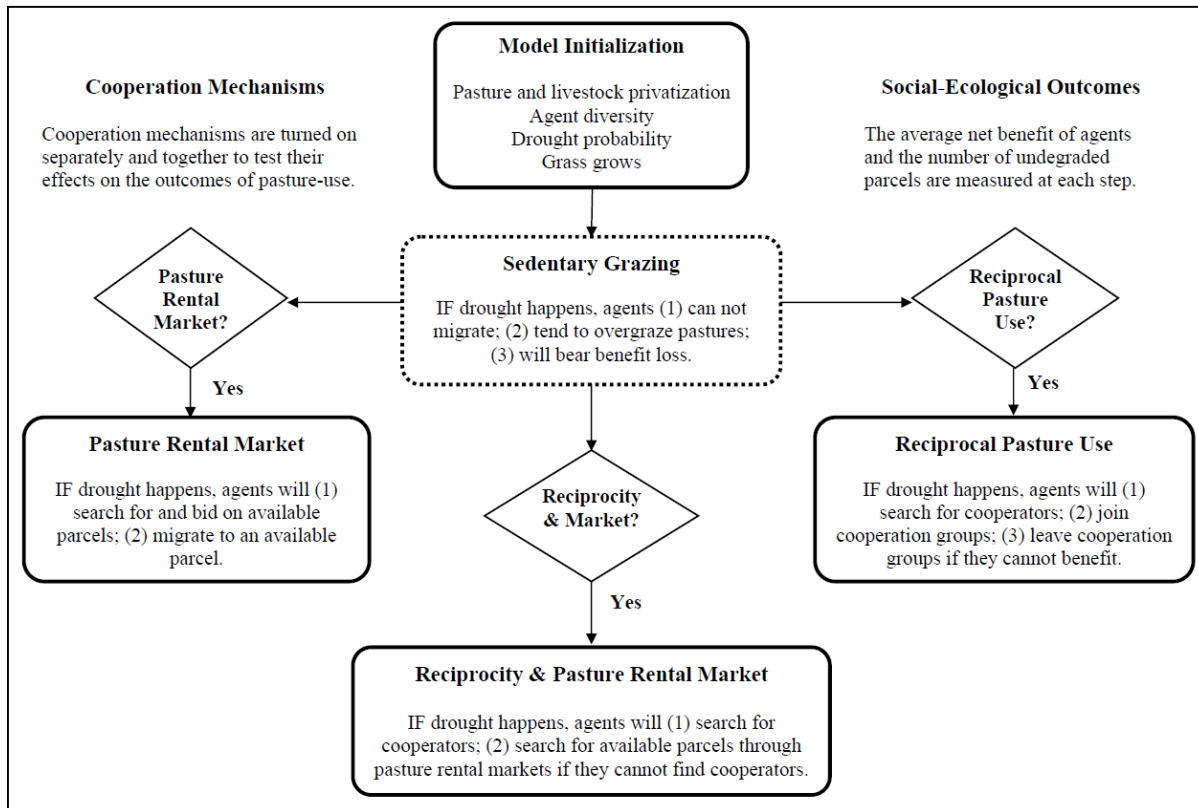 Model Initialization
Pasture and livestock privatization
Agent diversity
Drought probability
Grass grows
Cooperation Mechanisms
Cooperation mechanisms are turned on
separately and together to test their
effects on the outcomes of pasture-use.
Social-Ecological Outcomes
The average net benefit of agents
and the number of undegraded
parcels are measured at each step.
Sedentary Grazing
IF drought happens, agents (1) can not
migrate; (2) tend to overgraze pastures;
(3) will bear benefit loss.
Pasture
Rental
Market?
Yes
Pasture Rental Market
IF drought happens, agents will (1)
search for and bid on available
parcels; (2) migrate to an available
parcel.
Reciprocity
& Market?
Yes
Reciprocity & Pasture Rental Market
IF drought happens, agents will (1) search for
cooperators; (2) search for available parcels through
pasture rental markets if they cannot find cooperators.
Reciprocal
Pasture
Use?
Yes
Reciprocal Pasture Use
IF drought happens, agents will (1)
search for cooperators; (2) join
cooperation groups; (3) leave cooperation
groups if they cannot benefit.